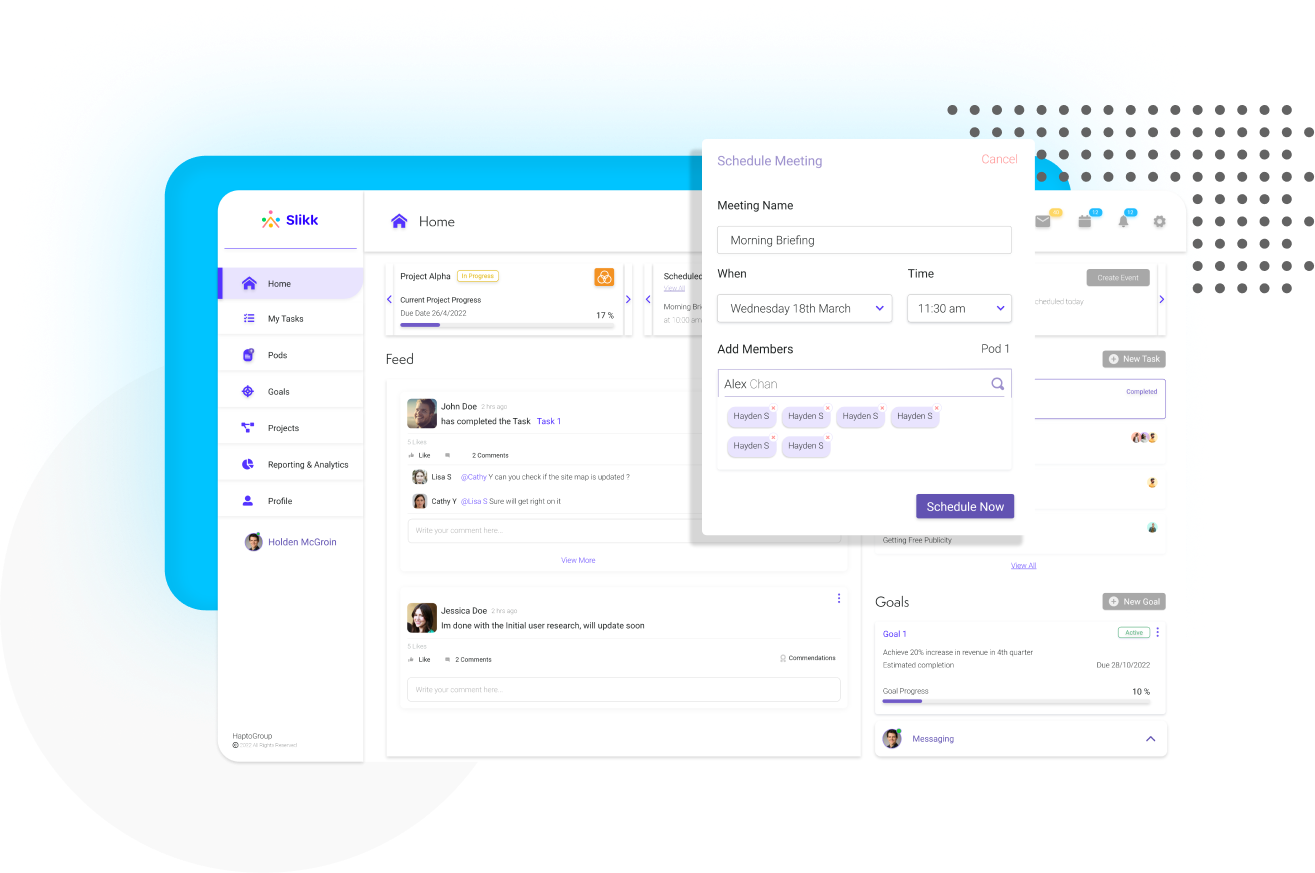 Slikk
Home
My Tasks
Pods
Goals
Projects
Reporting & Analytics
Profile
Holden McGroin
HaptoGroup
© 2022 All Rights Reserved
Home
12
12
Project Alpha
In Progress
Current Project Progress
Due Date 26/4/2022
17 %
Scheduled
View All
Morning Bri
at 10:30 am
Create Event
cheduled today
Feed
John Doe 2 hrs ago
has completed the Task Task 1
5 Likes
Like
2 Comments
Lisa S @Cathy Y can you check if the site map is updated ?
Cathy Y @Lisa S Sure will get right on it
Write your comment here...
View More
Jessica Doe 2 hrs ago
Im done with the Initial user research, will update soon
5 Likes
Like
2 Comments
Commendations
Write your comment here...
Schedule Meeting
Cancel
Meeting Name
Morning Briefing
When
Time
Wednesday 18th March
11:30 am
Add Members
Pod 1
Alex Chan
Hayden S
Hayden S
Hayden S
Hayden S
Hayden S
Hayden S
Schedule Now
New Task
Completed
Getting Free Publicity
View All
Goals
New Goal
Goal 1
Active
Achieve 20% increase in revenue in 4th quarter
Estimated completion
Due 28/10/2022
Goal Progress
10 %
Messaging